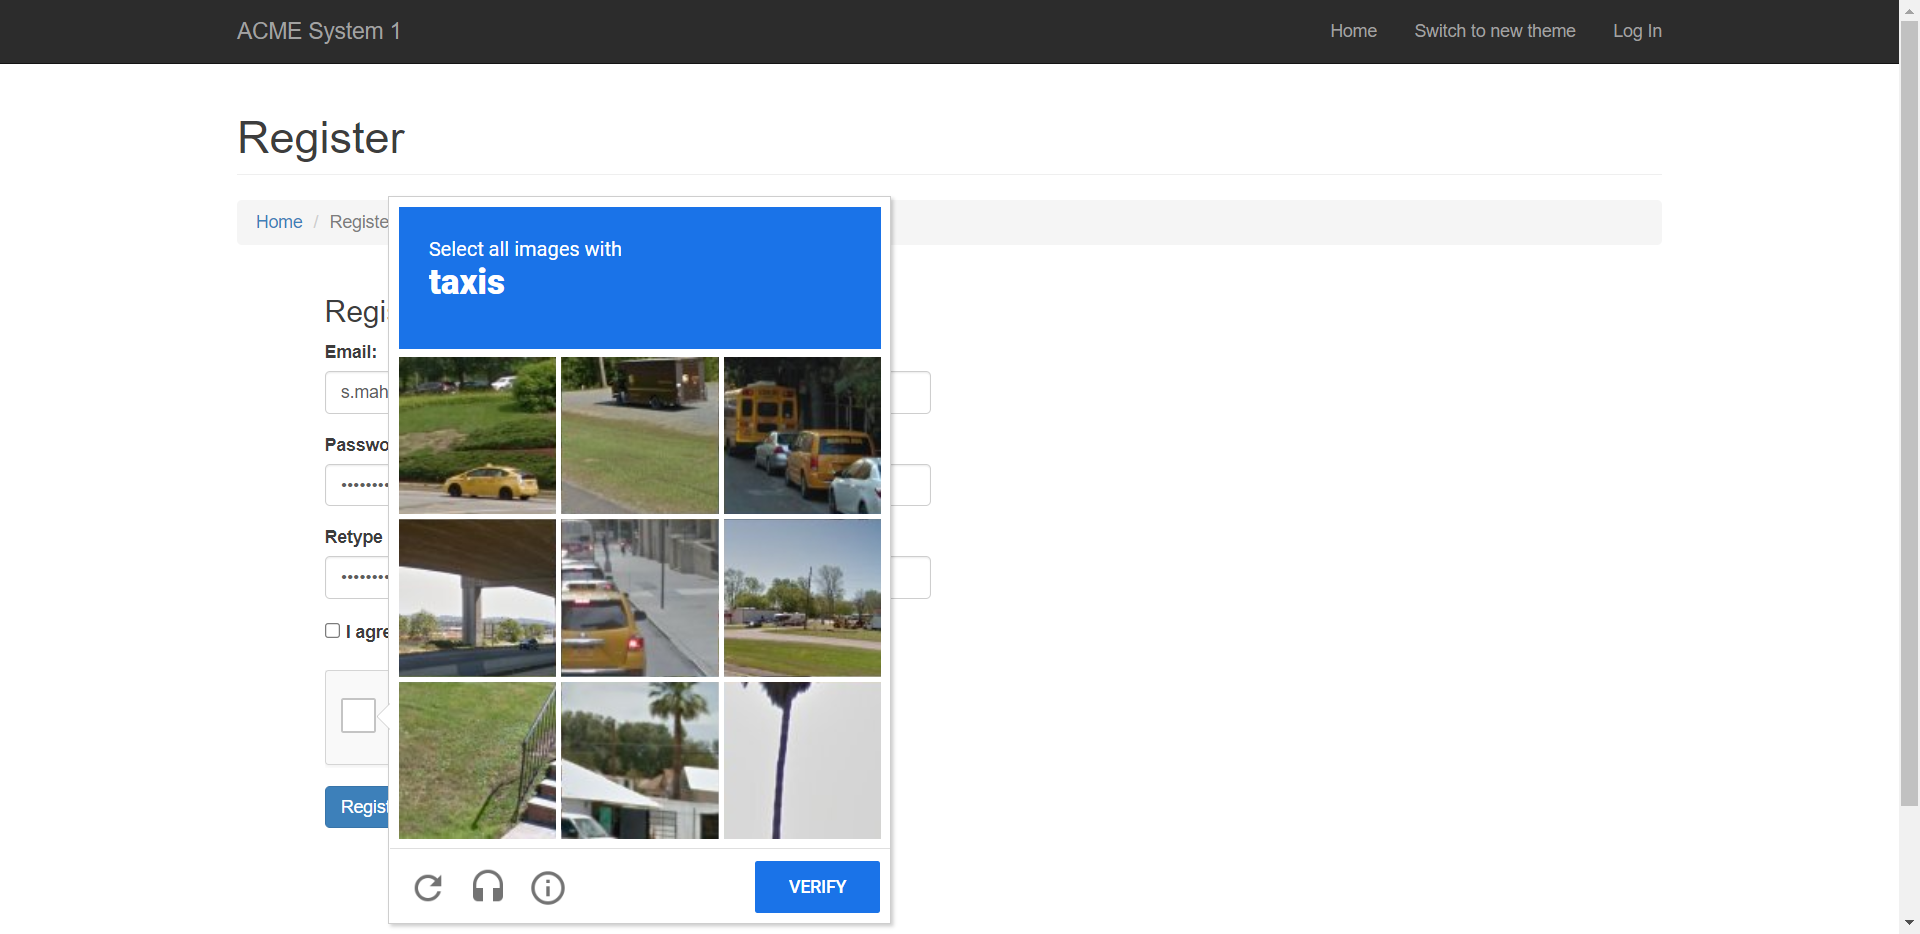 ACME System 1
Home
Switch to new theme
Log In
Register
Home / Registe
Select all images with
taxis
Regi
Email:
s.mah
Passwo
Retype
I agre
Regist
VERIFY